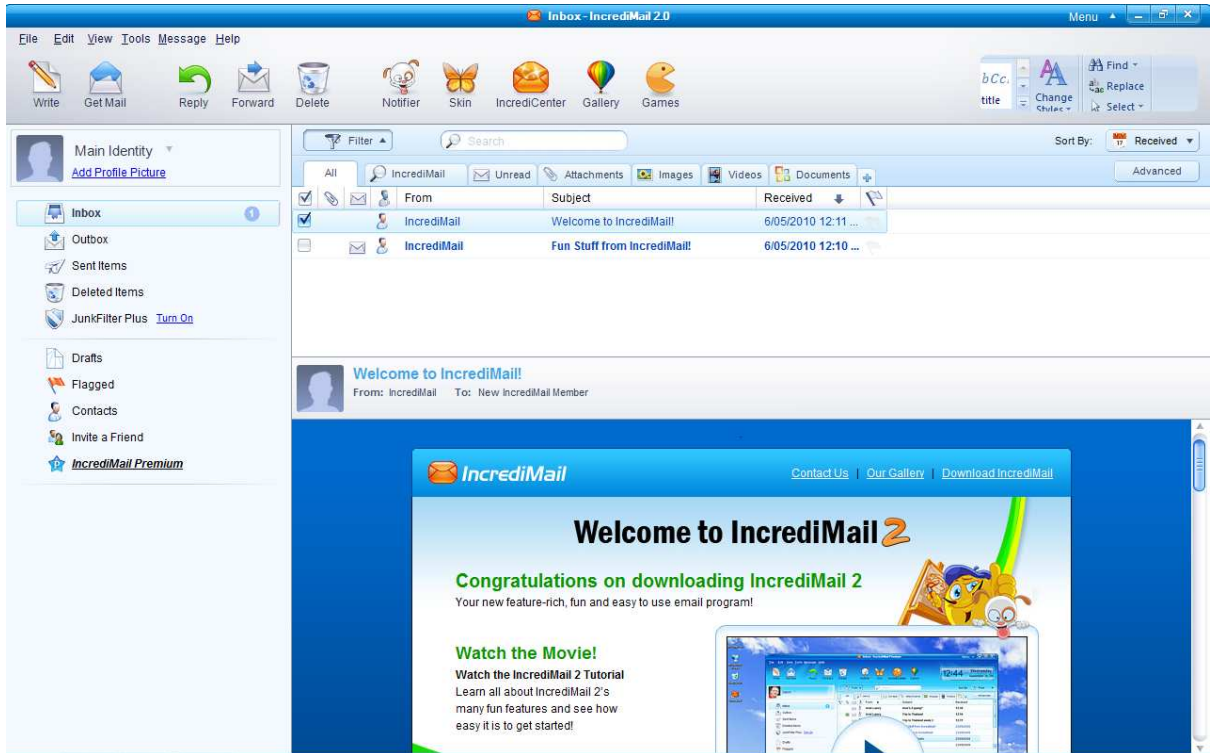 Inbox - IncrediMail 2.0
Menu
File Edit View Tools Message Help
Write Get Mail Reply Forward Delete Notifier Skin IncrediCenter Gallery Games
bCc.
title
Change
Styles
Find
Replace
Select
Main Identity
Add Profile Picture
Filter
Search
Sort By: Received
All IncrediMail Unread Attachments Images Videos Documents
Advanced
From Subject Received
IncrediMail Welcome to IncrediMail! 6/05/2010 12:11 ...
IncrediMail Fun Stuff from IncrediMail! 6/05/2010 12:10 ...
Inbox 1
Outbox
Sent Items
Deleted Items
JunkFilter Plus Turn On
Drafts
Flagged
Contacts
Invite a Friend
IncrediMail Premium
Welcome to IncrediMail!
From: IncrediMail To: New IncrediMail Member
IncrediMail
Contact Us | Our Gallery | Download IncrediMail
Welcome to IncrediMail 2
Congratulations on downloading IncrediMail 2
Your new feature-rich, fun and easy to use email program!
Watch the Movie!
Watch the IncrediMail 2 Tutorial
Learn all about IncrediMail 2's
many fun features and see how
easy it is to get started!
12:44